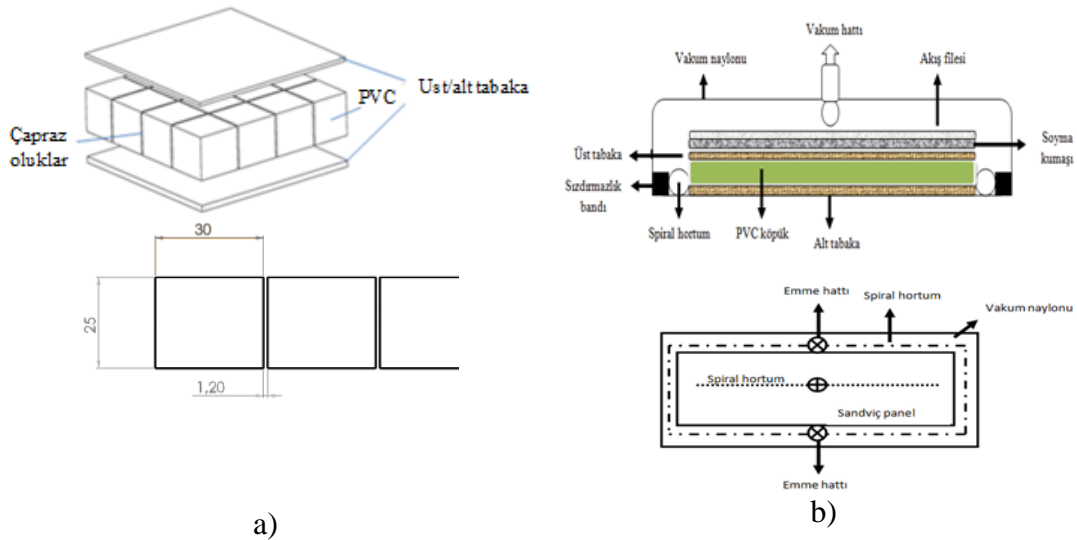 Üst/alt tabaka
PVC
Çapraz
oluklar
30
25
1,20
a)
Vakum hattı
Vakum naylonu
Akış filesi
Soyma
kumaşı
Üst tabaka
Sızdırmazlık
bandı
Spiral hortum
PVC köpük
Alt tabaka
Emme hattı
Spiral hortum
Vakum naylonu
Spiral hortum
Sandviç panel
Emme hattı
b)